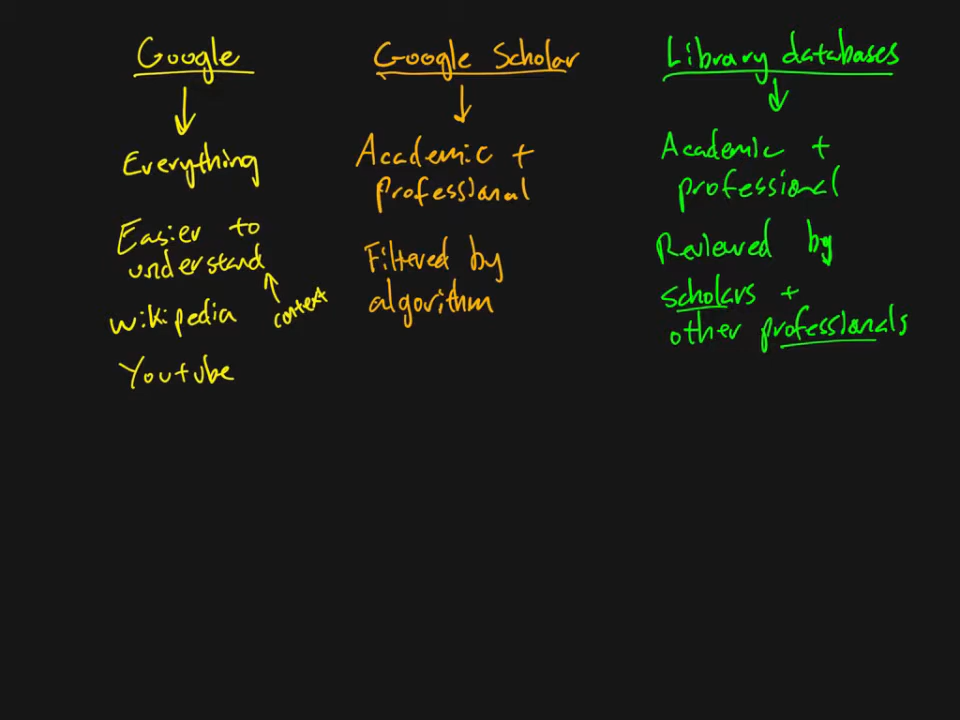 Google
Everything
Easier to
understand
context
Wikipedia
Youtube
Google Scholar
Academic +
professional
Filtered by
algorithm
Library databases
Academic +
professional
Reviewed by
scholars +
other professionals